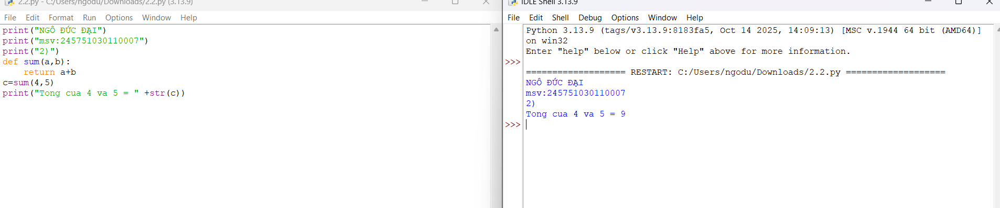 2.2.py - C:/Users/ngodu/Downloads/2.2.py (3.13.9)
File Edit Format Run Options Window Help
print("NGÔ ĐỨC ĐẠI")
print("msv:245751030110007")
print("2)")
def sum(a,b):
    return a+b
c=sum(4,5)
print("Tong cua 4 va 5 = " +str(c))
IDLE Shell 3.13.9
File Edit Shell Debug Options Window Help
Python 3.13.9 (tags/v3.13.9:8183fa5, Oct 14 2025, 14:09:13) [MSC v.1944 64 bit (AMD64)]
on win32
Enter "help" below or click "Help" above for more information.
>>>
=================== RESTART: C:/Users/ngodu/Downloads/2.2.py ===================
NGÔ ĐỨC ĐẠI
msv:245751030110007
2)
Tong cua 4 va 5 = 9
>>>